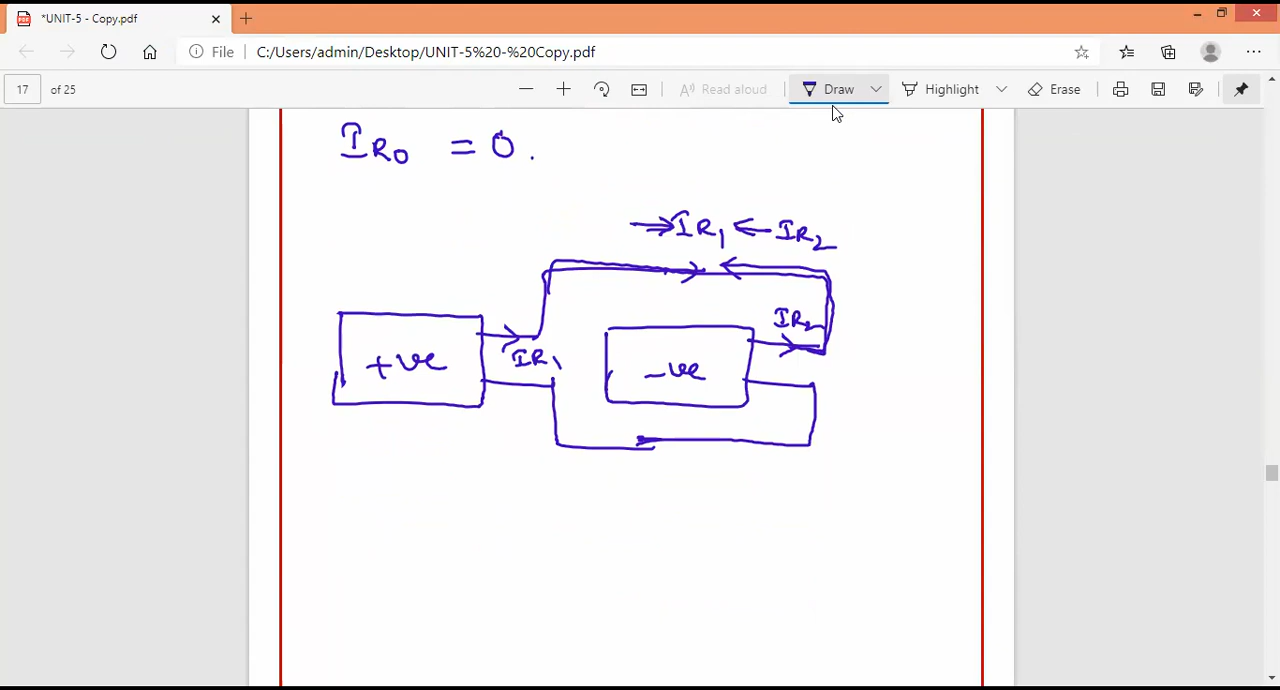 *UNIT-5 - Copy.pdf
File C:/Users/admin/Desktop/UNIT-5%20-%20Copy.pdf
17 of 25
Read aloud Draw Highlight Erase
IR0 = 0.
→ IR1 ← IR2
IR2
+ve IR1 -ve